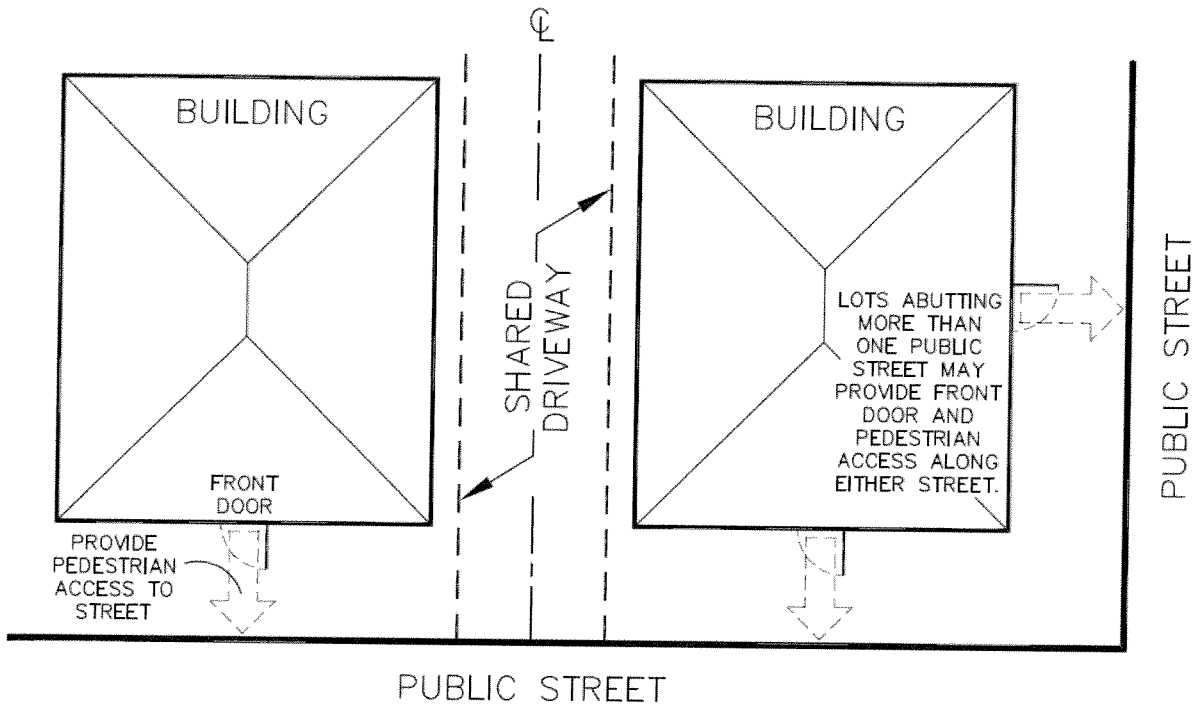 ℄
BUILDING
BUILDING
SHARED
DRIVEWAY
LOTS ABUTTING
MORE THAN
ONE PUBLIC
STREET MAY
PROVIDE FRONT
DOOR AND
PEDESTRIAN
ACCESS ALONG
EITHER STREET.
PUBLIC STREET
FRONT
DOOR
PROVIDE
PEDESTRIAN
ACCESS TO
STREET
PUBLIC STREET